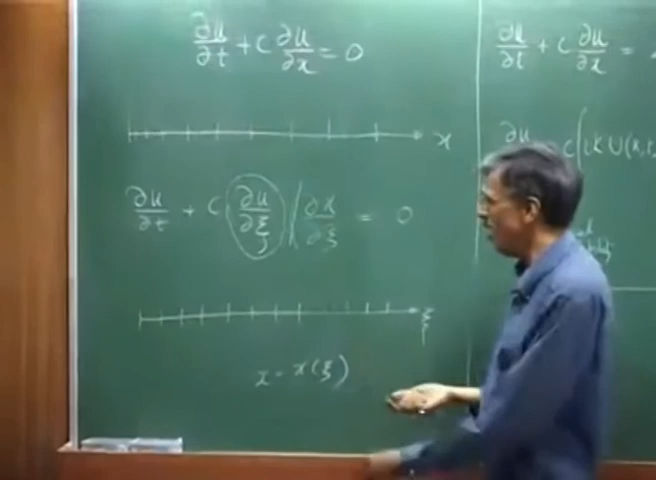 ∂u/∂t + c ∂u/∂x = 0
x
∂u/∂t + c ∂u/∂ξ / ∂x/∂ξ = 0
ξ
x = x(ξ)
∂u/∂t + c ∂u/∂x =
∂u